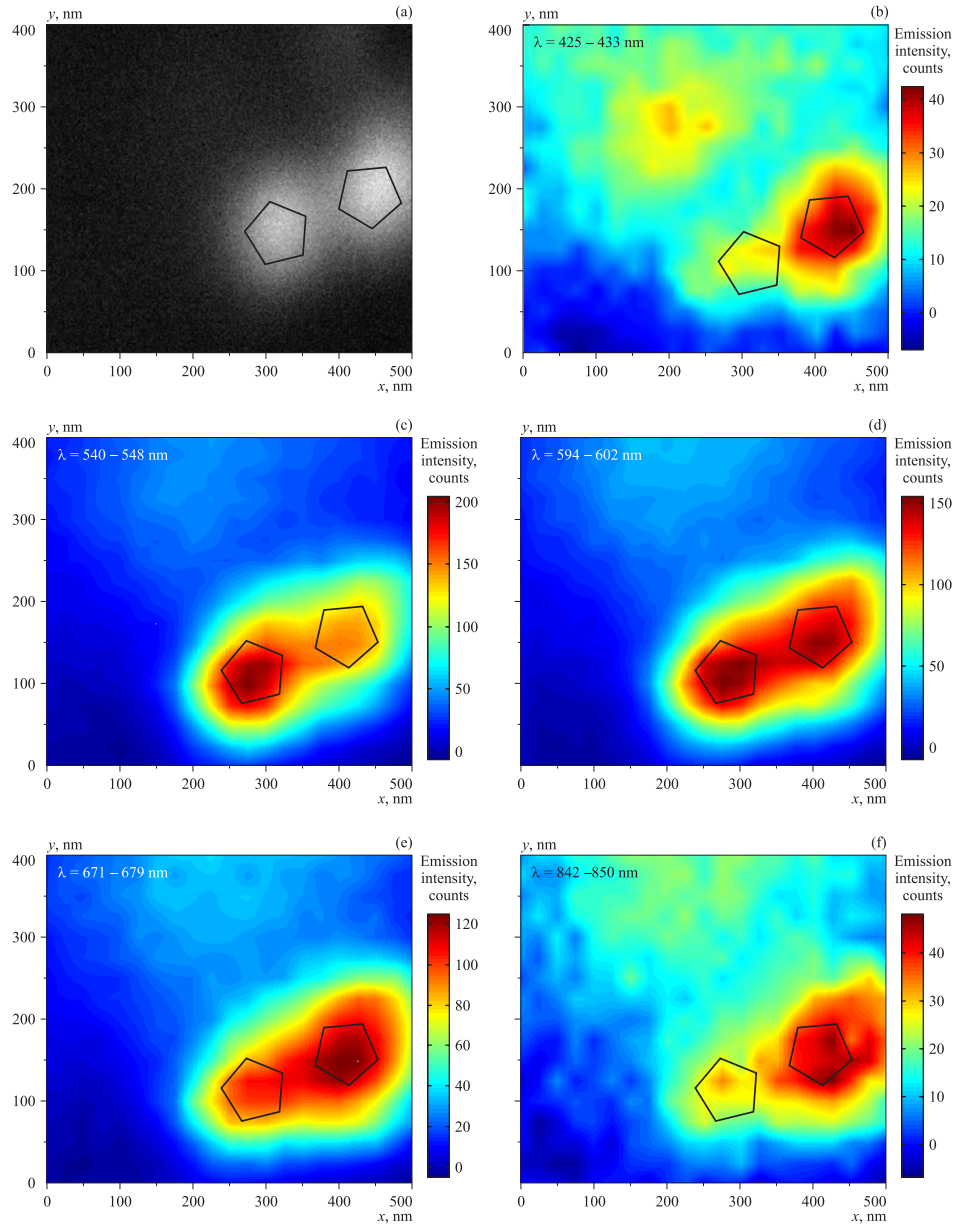 y, nm (a)
400
300
200
100
0
0 100 200 300 400 500
x, nm
y, nm (b)
λ = 425 – 433 nm
400
300
200
100
0
0 100 200 300 400 500
x, nm
Emission
intensity,
counts
40
30
20
10
0
y, nm (c)
λ = 540 – 548 nm
400
300
200
100
0
0 100 200 300 400 500
x, nm
Emission
intensity,
counts
200
150
100
50
0
y, nm (d)
λ = 594 – 602 nm
400
300
200
100
0
0 100 200 300 400 500
x, nm
Emission
intensity,
counts
150
100
50
0
y, nm (e)
λ = 671 – 679 nm
400
300
200
100
0
0 100 200 300 400 500
x, nm
Emission
intensity,
counts
120
100
80
60
40
20
0
y, nm (f)
λ = 842 –850 nm
400
300
200
100
0
0 100 200 300 400 500
x, nm
Emission
intensity,
counts
40
30
20
10
0